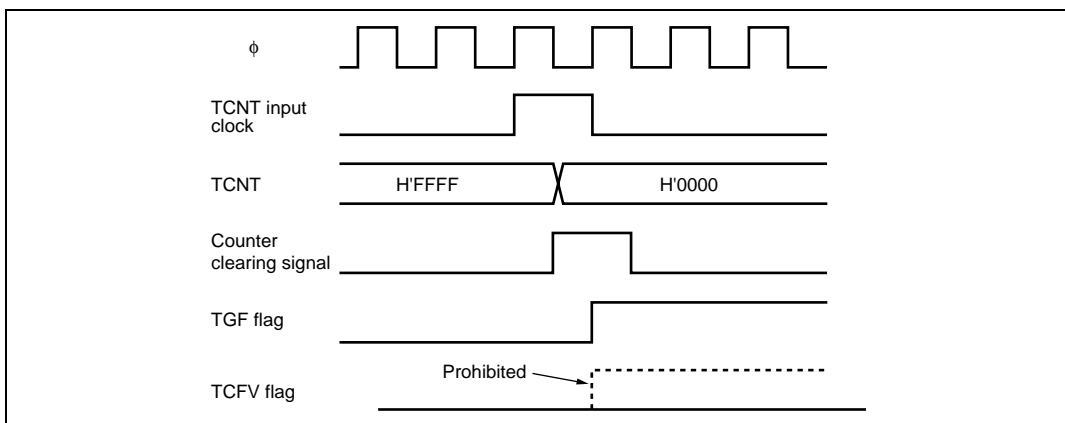 ϕ
TCNT input
clock
TCNT
H'FFFF
H'0000
Counter
clearing signal
TGF flag
Prohibited
TCFV flag